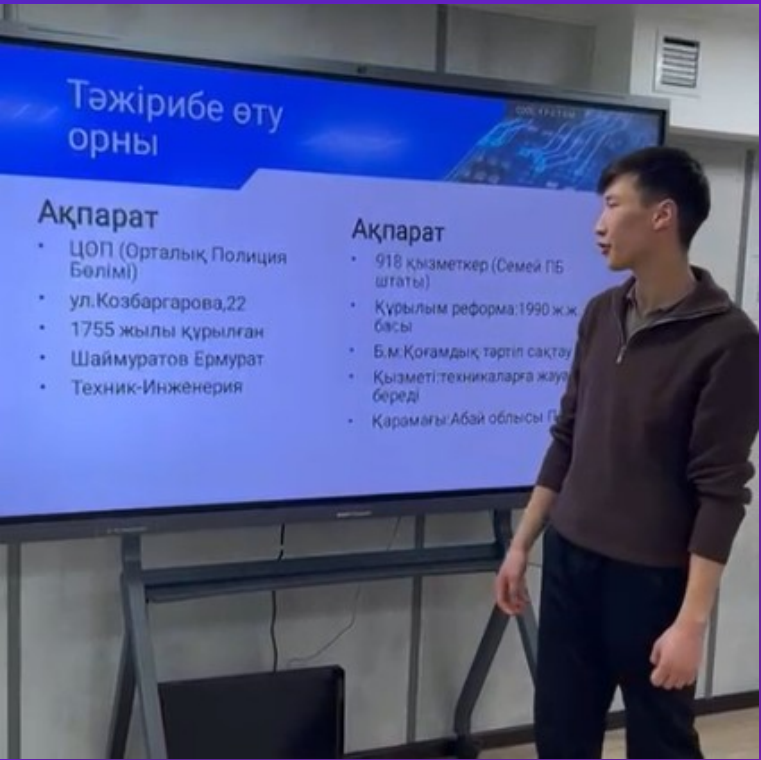 Тәжірибе өту
орны
Ақпарат
• ЦОП (Орталық Полиция
Бөлімі)
• ул.Козбаргарова,22
• 1755 жылы құрылған
• Шаймуратов Ермурат
• Техник-Инженерия
Ақпарат
• 918 қызметкер (Семей ПБ
штаты)
• Құрылым реформа:1990 ж.ж.
басы
• Б.м:Қоғамдық тәртіп сақтау
• Қызметі:техникаларға
береді
• Қарамағы:Абай облысы